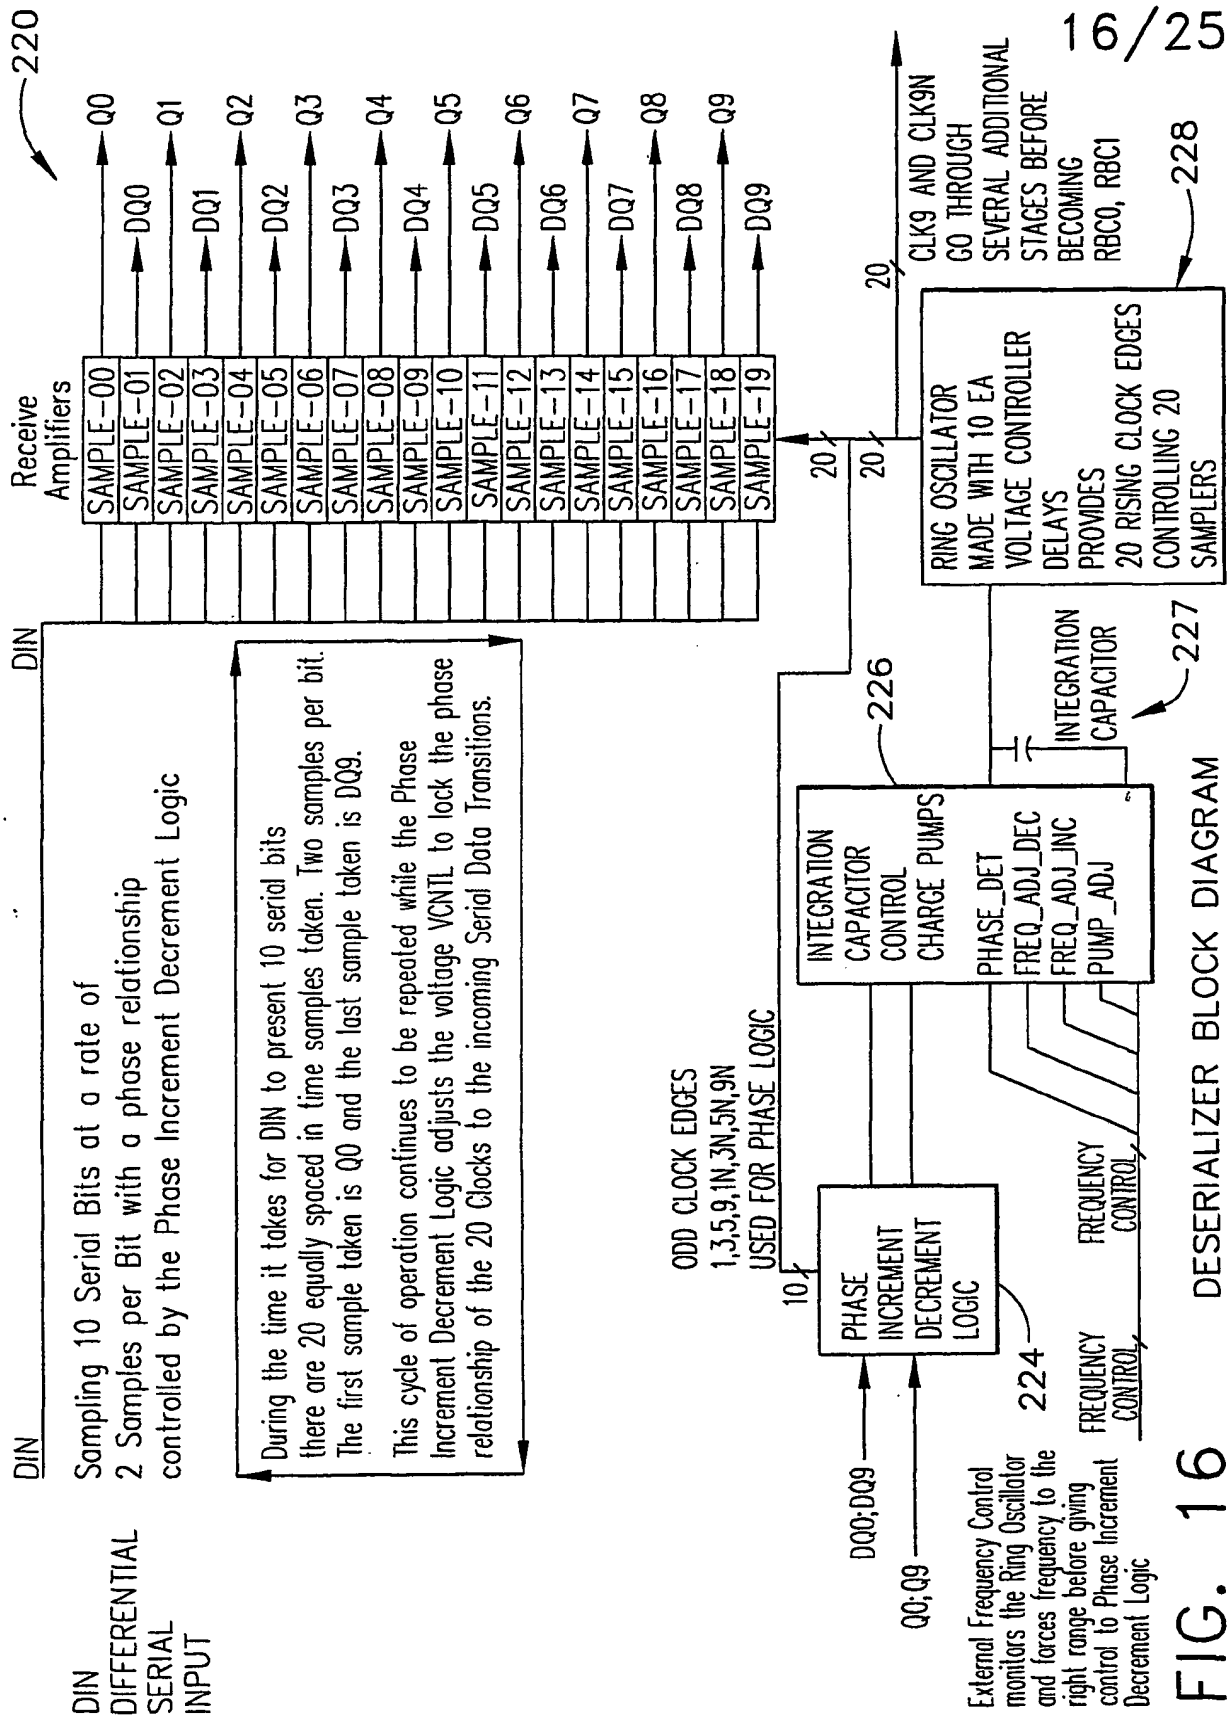 16/25
220
DIN
DIFFERENTIAL
SERIAL
INPUT
DIN
DIN
Sampling 10 Serial Bits at a rate of
2 Samples per Bit with a phase relationship
controlled by the Phase Increment Decrement Logic
During the time it takes for DIN to present 10 serial bits
there are 20 equally spaced in time samples taken. Two samples per bit.
The first sample taken is Q0 and the last sample taken is DQ9.
This cycle of operation continues to be repeated while the Phase
Increment Decrement Logic adjusts the voltage VCNTL to lock the phase
relationship of the 20 Clocks to the incoming Serial Data Transitions.
Receive
Amplifiers
SAMPLE-00
Q0
SAMPLE-01
DQ0
SAMPLE-02
Q1
SAMPLE-03
DQ1
SAMPLE-04
Q2
SAMPLE-05
DQ2
SAMPLE-06
Q3
SAMPLE-07
DQ3
SAMPLE-08
Q4
SAMPLE-09
DQ4
SAMPLE-10
Q5
SAMPLE-11
DQ5
SAMPLE-12
Q6
SAMPLE-13
DQ6
SAMPLE-14
Q7
SAMPLE-15
DQ7
SAMPLE-16
Q8
SAMPLE-17
DQ8
SAMPLE-18
Q9
SAMPLE-19
DQ9
20
20
20
CLK9 AND CLK9N
GO THROUGH
SEVERAL ADDITIONAL
STAGES BEFORE
BECOMING
RBC0, RBC1
ODD CLOCK EDGES
1,3,5,9,1N,3N,5N,9N
USED FOR PHASE LOGIC
10
DQ0;DQ9
Q0;Q9
PHASE
INCREMENT
DECREMENT
LOGIC
224
226
INTEGRATION
CAPACITOR
CONTROL
CHARGE PUMPS
PHASE_DET
FREQ_ADJ_DEC
FREQ_ADJ_INC
PUMP_ADJ
INTEGRATION
CAPACITOR
227
RING OSCILLATOR
MADE WITH 10 EA
VOLTAGE CONTROLLER
DELAYS
PROVIDES
20 RISING CLOCK EDGES
CONTROLLING 20
SAMPLERS
228
External Frequency Control
monitors the Ring Oscillator
and forces frequency to the
right range before giving
control to Phase Increment
Decrement Logic
FREQUENCY
CONTROL
FREQUENCY
CONTROL
FIG. 16
DESERIALIZER BLOCK DIAGRAM